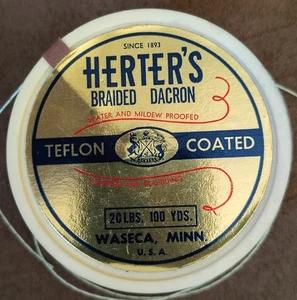 SINCE 1893
HERTER'S
BRAIDED DACRON
WATER AND MILDEW PROOFED
TEFLON COATED
20 LBS, 100 YDS.
WASECA, MINN.
U.S.A.